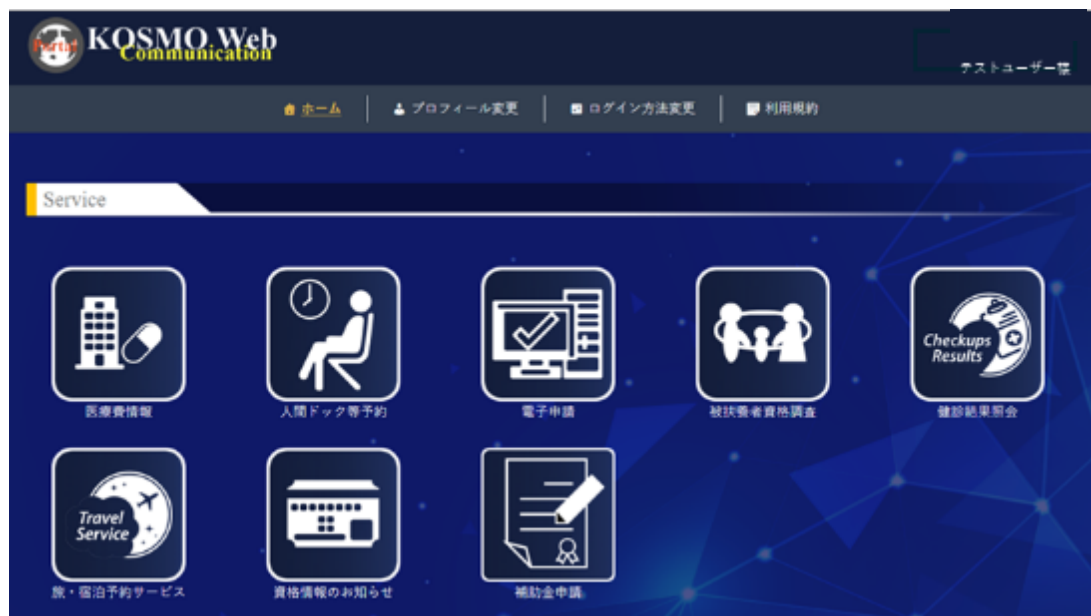 Portal
KOSMO Web
Communication
テストユーザー様
ホーム
プロフィール変更
ログイン方法変更
利用規約
Service
Checkups
Results
医療費情報
人間ドック等予約
電子申請
被扶養者資格調査
健診結果照会
Travel
Service
旅・宿泊予約サービス
資格情報のお知らせ
補助金申請